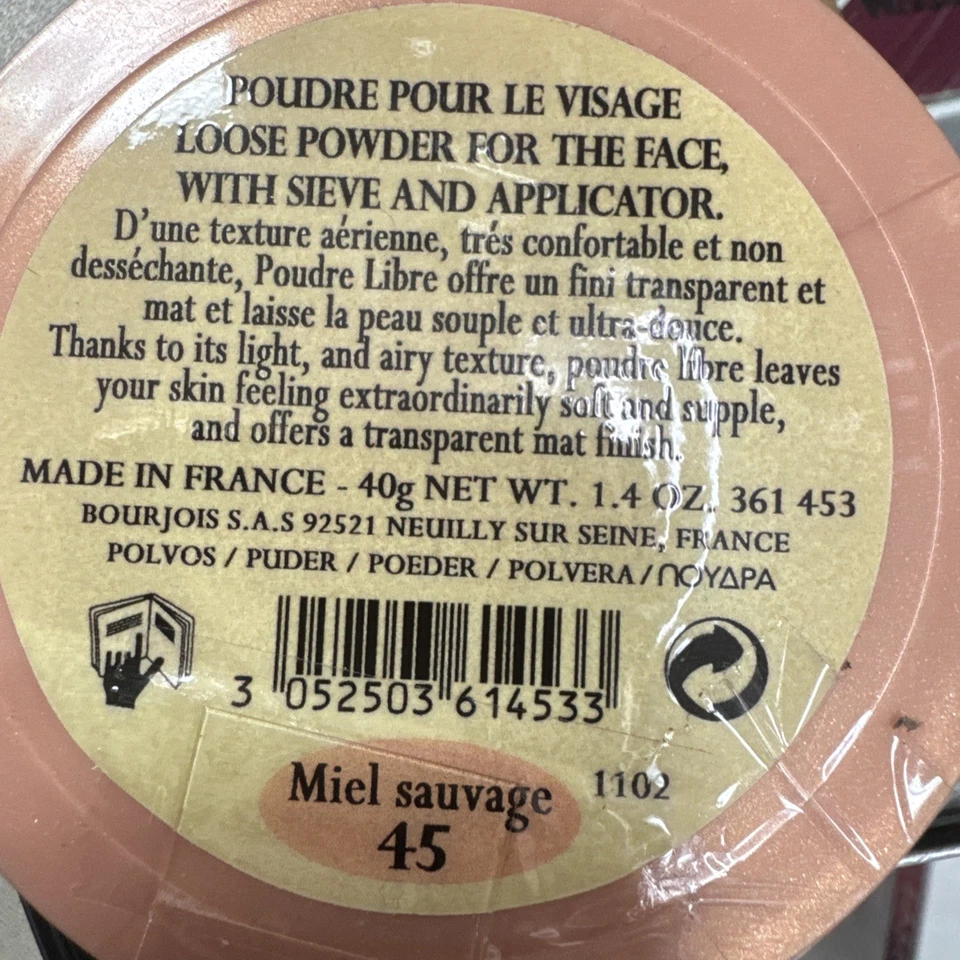 POUDRE POUR LE VISAGE
LOOSE POWDER FOR THE FACE,
WITH SIEVE AND APPLICATOR.
D'une texture aérienne, trés confortable et non
desséchante, Poudre Libre offre un fini transparent et
mat et laisse la peau souple et ultra-douce.
Thanks to its light, and airy texture, poudre libre leaves
your skin feeling extraordinarily soft and supple,
and offers a transparent mat finish.
MADE IN FRANCE - 40g NET WT. 1.4 OZ. 361 453
BOURJOIS S.A.S 92521 NEUILLY SUR SEINE, FRANCE
POLVOS / PUDER / POEDER / POLVERA / ΠΟΥΔΡΑ
3 052503 614533
Miel sauvage 1102
45